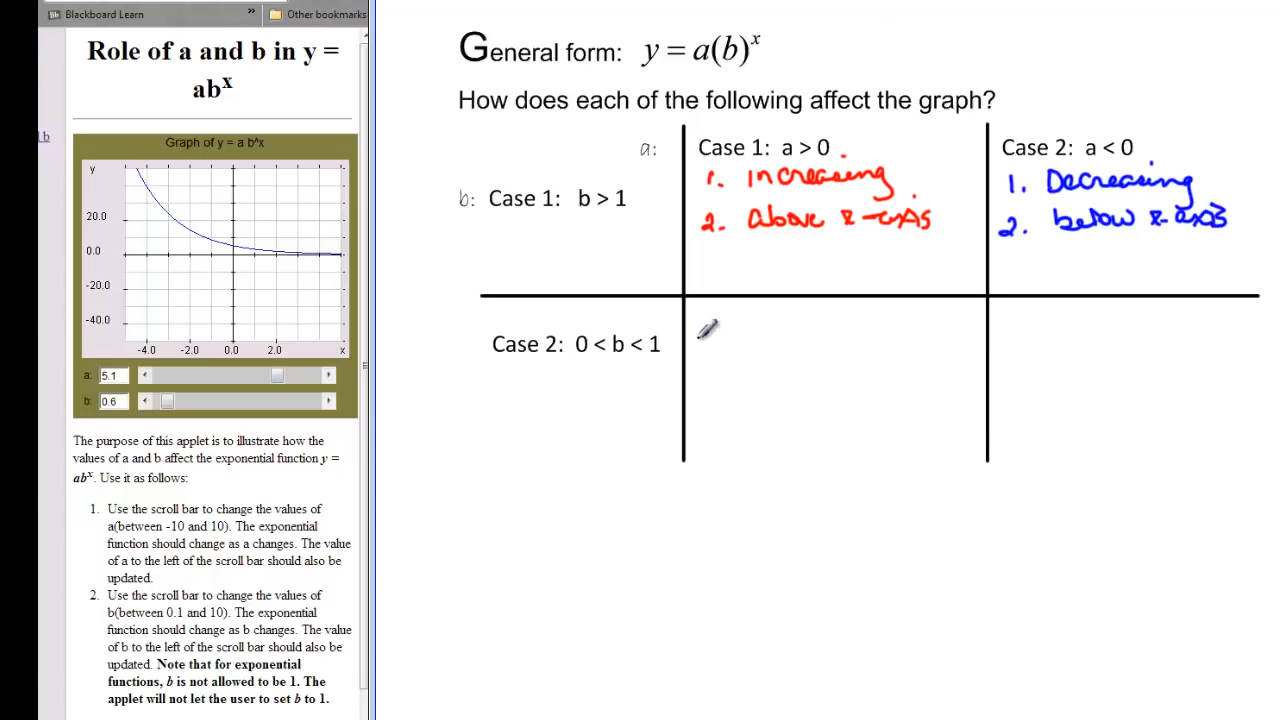 Blackboard Learn
»
Other bookmarks
Role of a and b in y =
abˣ
l b
Graph of y = a b^x
y
20.0
0.0
-20.0
-40.0
-4.0 -2.0 0.0 2.0 x
a: 5.1
b: 0.6
The purpose of this applet is to illustrate how the
values of a and b affect the exponential function y =
abˣ. Use it as follows:
1. Use the scroll bar to change the values of
a(between -10 and 10). The exponential
function should change as a changes. The value
of a to the left of the scroll bar should also be
updated.
2. Use the scroll bar to change the values of
b(between 0.1 and 10). The exponential
function should change as b changes. The value
of b to the left of the scroll bar should also be
updated. Note that for exponential
functions, b is not allowed to be 1. The
applet will not let the user to set b to 1.
General form: y = a(b)ˣ
How does each of the following affect the graph?
a: Case 1: a > 0 Case 2: a < 0
b: Case 1: b > 1
1. Increasing
2. above x-axis
1. Decreasing
2. below x-axis
Case 2: 0 < b < 1